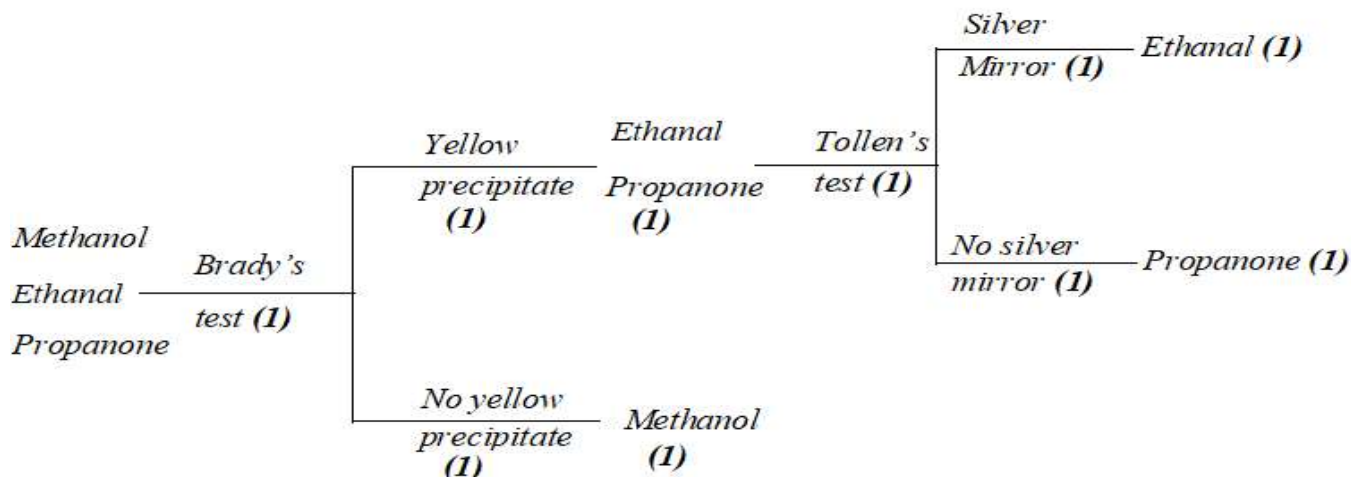 Methanol
Ethanal
Propanone
Brady's
test (1)
Yellow
precipitate
(1)
Ethanal
Propanone
(1)
Tollen's
test (1)
Silver
Mirror (1)
Ethanal (1)
No silver
mirror (1)
Propanone (1)
No yellow
precipitate
(1)
Methanol
(1)